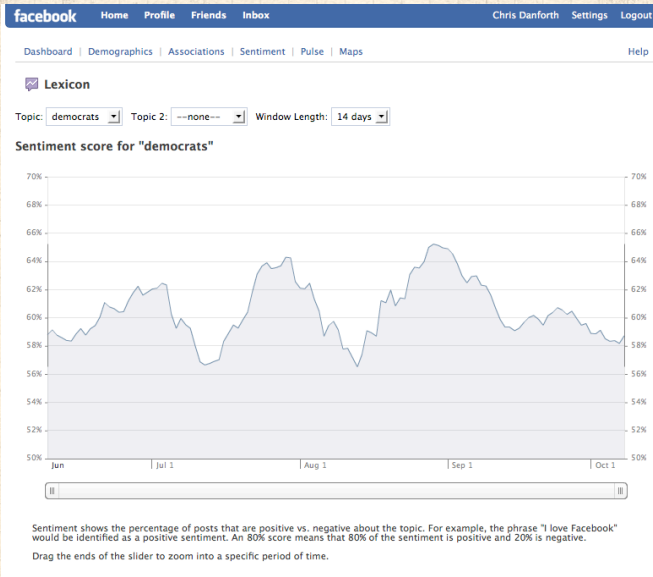 facebook Home Profile Friends Inbox Chris Danforth Settings Logout
Dashboard | Demographics | Associations | Sentiment | Pulse | Maps Help
Lexicon
Topic: democrats Topic 2: --none-- Window Length: 14 days
Sentiment score for "democrats"
70% 70%
68% 68%
66% 66%
64% 64%
62% 62%
60% 60%
58% 58%
56% 56%
54% 54%
52% 52%
50% 50%
Jun Jul 1 Aug 1 Sep 1 Oct 1
Sentiment shows the percentage of posts that are positive vs. negative about the topic. For example, the phrase "I love Facebook"
would be identified as a positive sentiment. An 80% score means that 80% of the sentiment is positive and 20% is negative.
Drag the ends of the slider to zoom into a specific period of time.